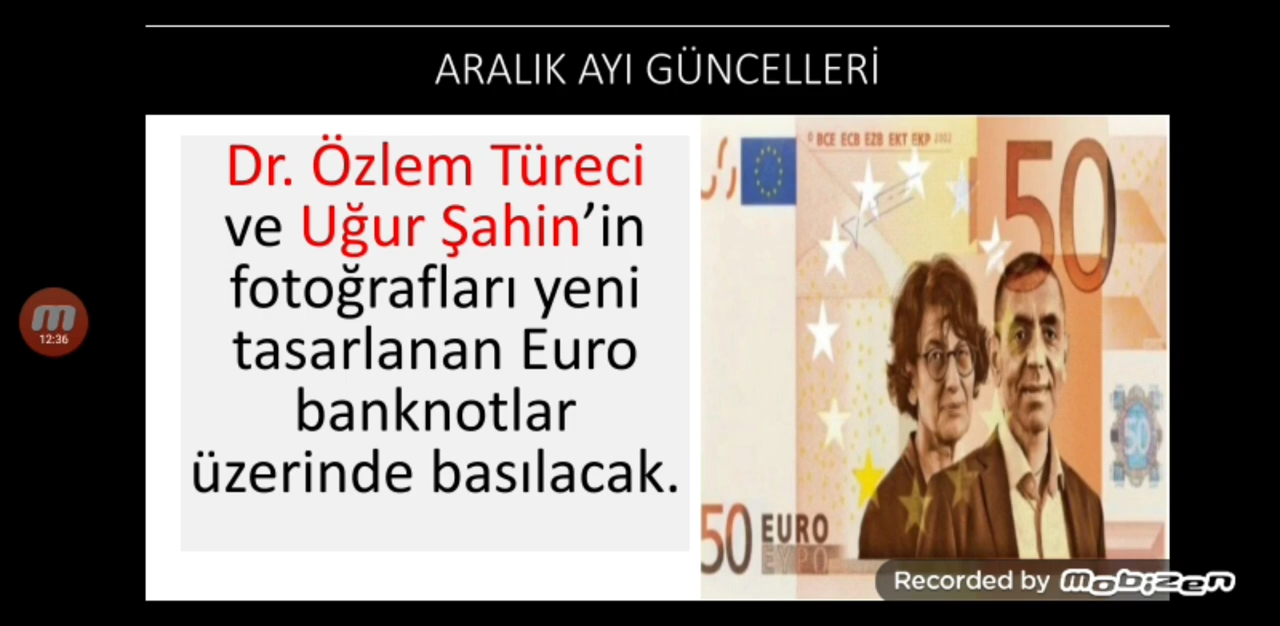 ARALIK AYI GÜNCELLERİ
Dr. Özlem Türeci
ve Uğur Şahin’in
fotoğrafları yeni
tasarlanan Euro
banknotlar
üzerinde basılacak.
© BCE ECB EZB EKT EKP 2002
50
50
50 EURO
ΕΥΡΩ
12:36
Recorded by mobizen